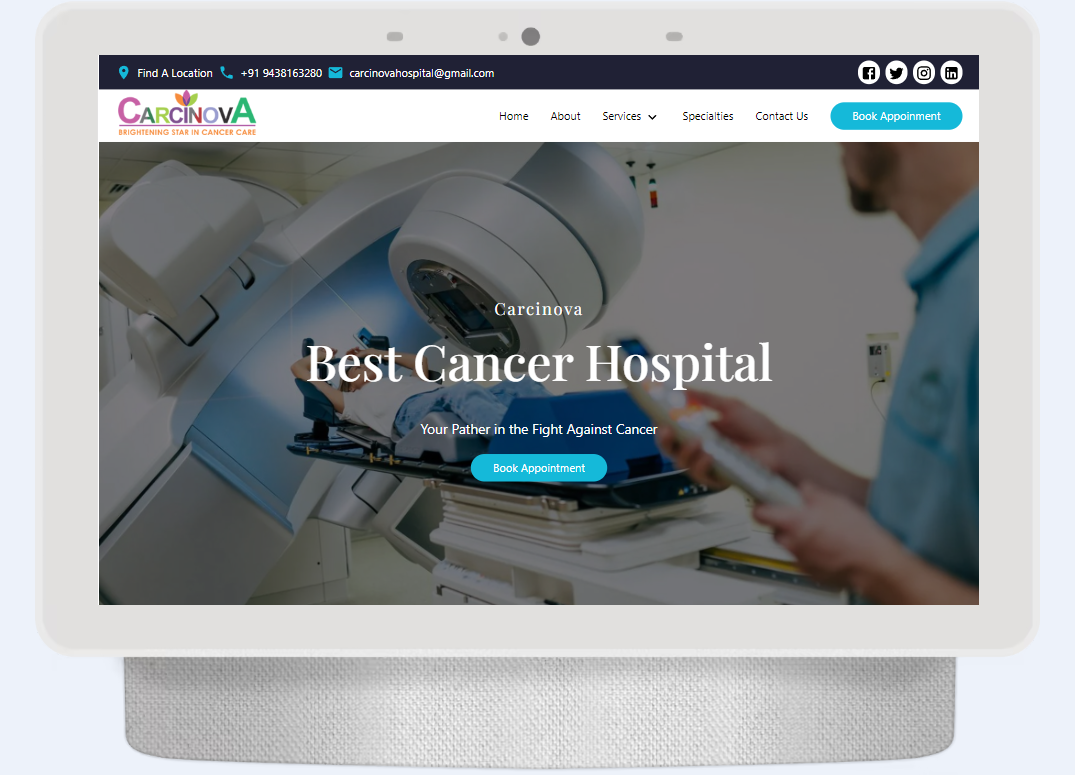 Find A Location +91 9438163280 carcinovahospital@gmail.com
CARCINOVA
BRIGHTENING STAR IN CANCER CARE
Home About Services Specialties Contact Us Book Appoinment
Carcinova
Best Cancer Hospital
Your Pather in the Fight Against Cancer
Book Appointment